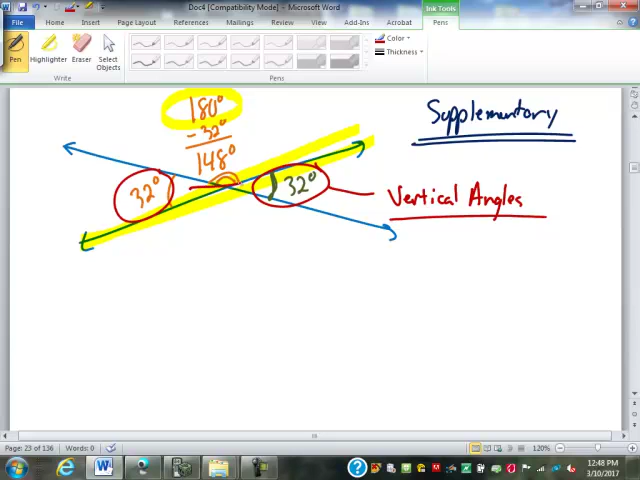 Doc4 [Compatibility Mode] - Microsoft Word
Ink Tools
File Home Insert Page Layout References Mailings Review View Add-Ins Acrobat Pens
Pen Highlighter Eraser Select Objects
Color
Thickness
Write Pens
180°
Supplementory
- 32°
148°
32° 32° Vertical Angles
Page: 23 of 136 Words: 0 120%
12:48 PM
3/10/2017